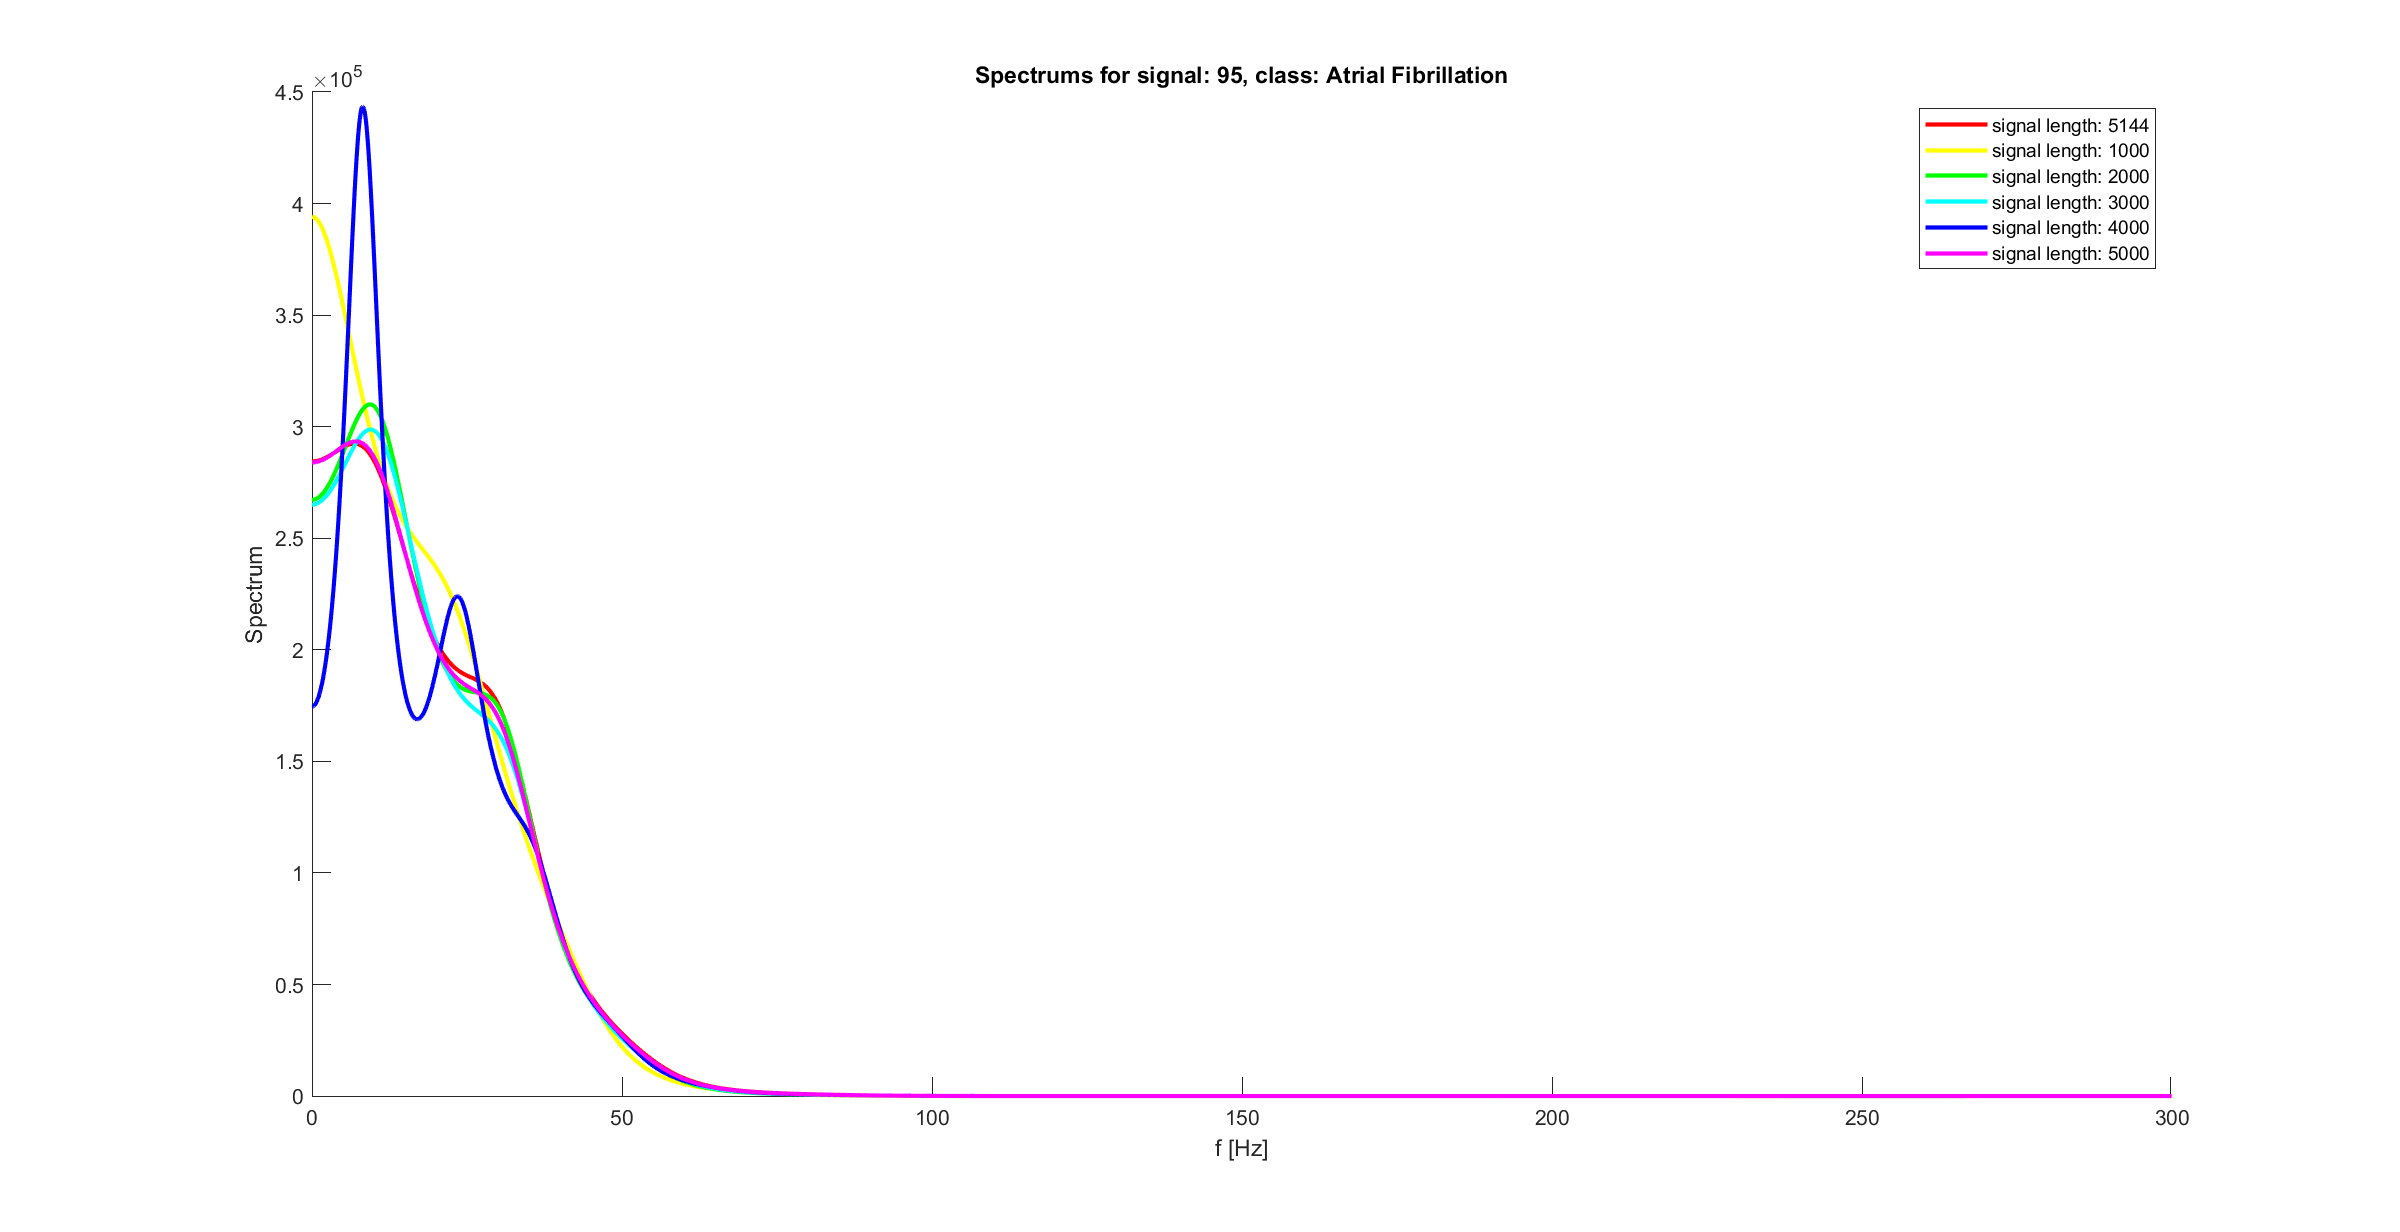 Spectrums for signal: 95, class: Atrial Fibrillation
×10^5
4.5
4
3.5
3
2.5
2
1.5
1
0.5
0
Spectrum
0 50 100 150 200 250 300
f [Hz]
signal length: 5144
signal length: 1000
signal length: 2000
signal length: 3000
signal length: 4000
signal length: 5000